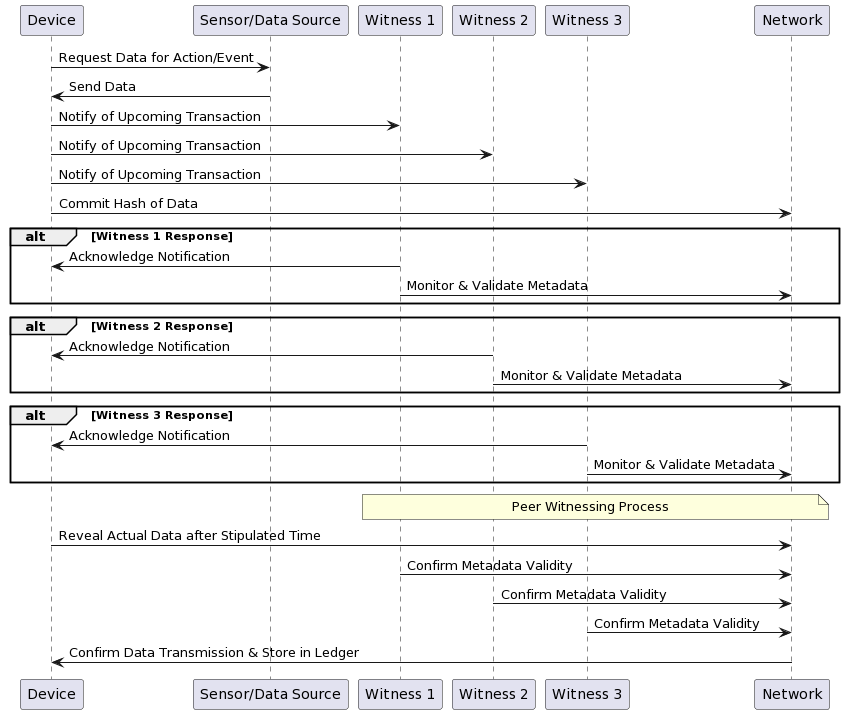 Device Sensor/Data Source Witness 1 Witness 2 Witness 3 Network
Request Data for Action/Event
Send Data
Notify of Upcoming Transaction
Notify of Upcoming Transaction
Notify of Upcoming Transaction
Commit Hash of Data
alt [Witness 1 Response]
Acknowledge Notification
Monitor & Validate Metadata
alt [Witness 2 Response]
Acknowledge Notification
Monitor & Validate Metadata
alt [Witness 3 Response]
Acknowledge Notification
Monitor & Validate Metadata
Peer Witnessing Process
Reveal Actual Data after Stipulated Time
Confirm Metadata Validity
Confirm Metadata Validity
Confirm Metadata Validity
Confirm Data Transmission & Store in Ledger
Device Sensor/Data Source Witness 1 Witness 2 Witness 3 Network